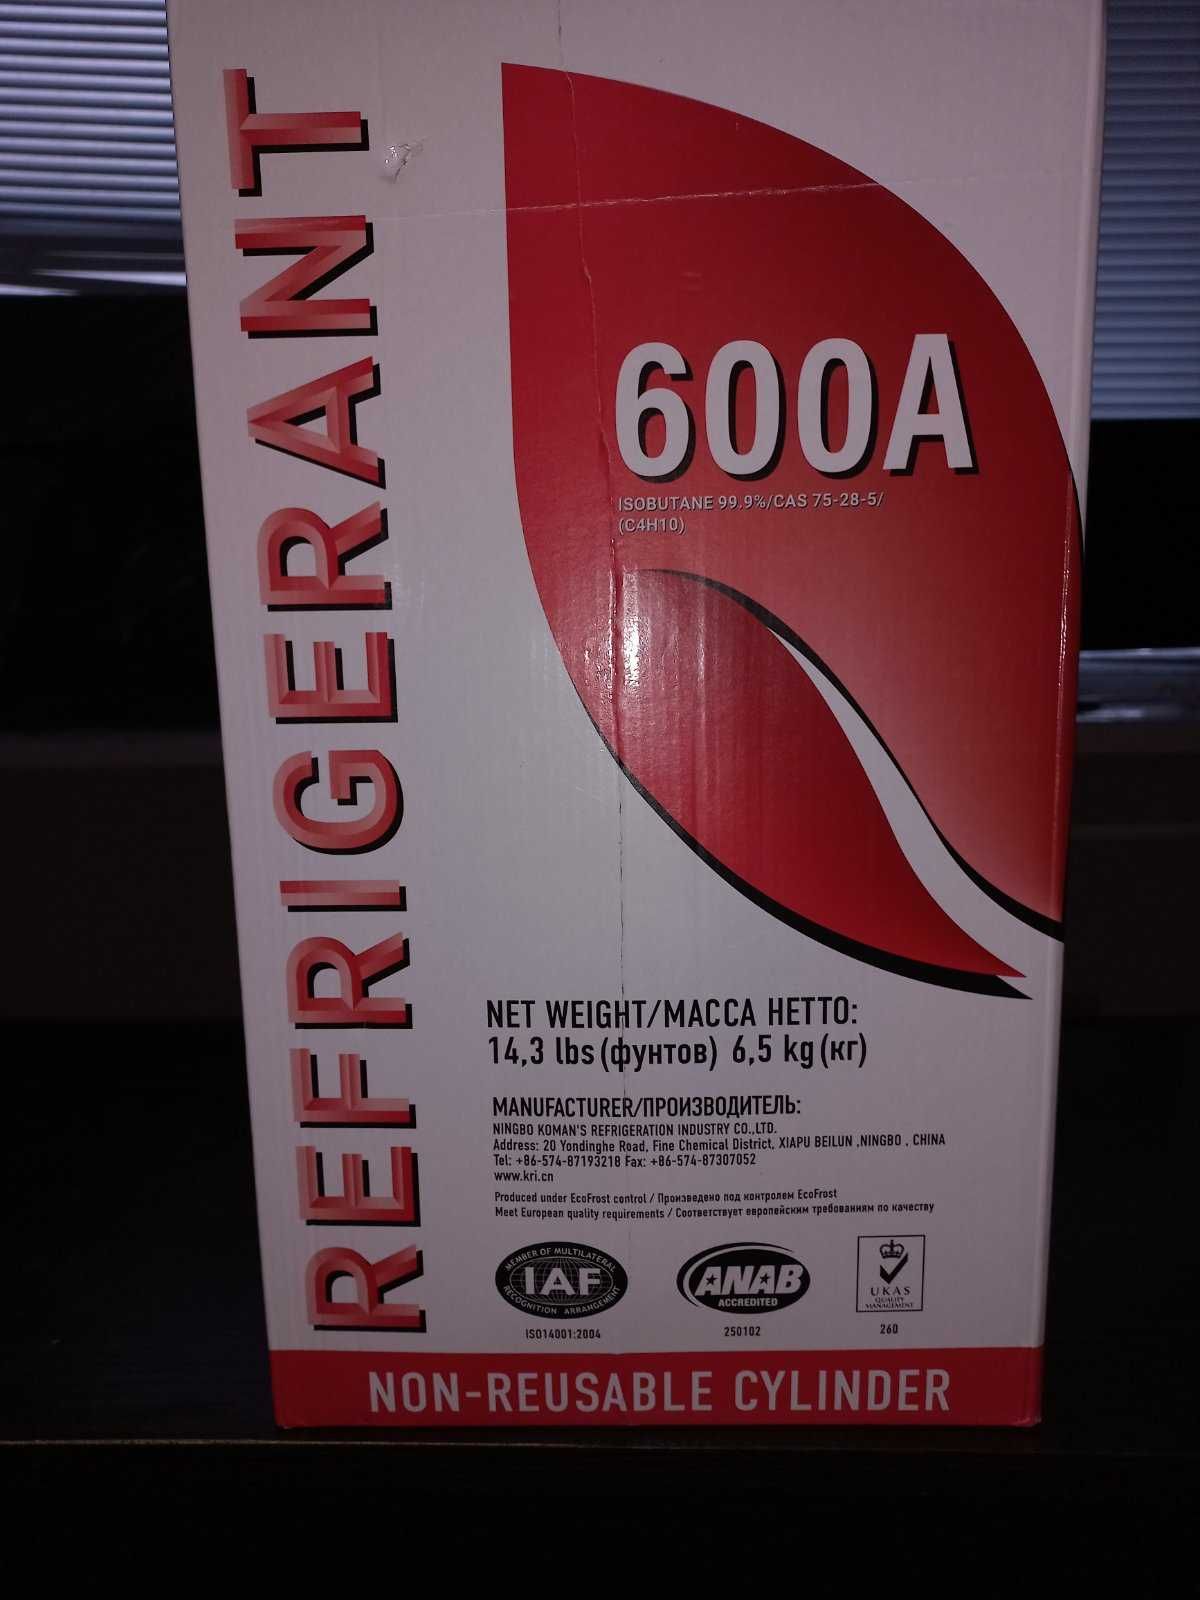 REFRIGERANT
600A
ISOBUTANE 99.9%/CAS 75-28-5/
(C4H10)
NET WEIGHT/МАССА НЕТТО:
14,3 lbs (фунтов) 6,5 kg (кг)
MANUFACTURER/ПРОИЗВОДИТЕЛЬ:
NINGBO KOMAN'S REFRIGERATION INDUSTRY CO.,LTD.
Address: 20 Yondinghe Road, Fine Chemical District, XIAPU BEILUN ,NINGBO , CHINA
Tel: +86-574-87193218 Fax: +86-574-87307052
www.kri.cn
Produced under EcoFrost control / Произведено под контролем EcoFrost
Meet European quality requirements / Соответствует европейским требованиям по качеству
MEMBER OF MULTILATERAL
IAF
RECOGNITION ARRANGEMENT
ISO14001:2004
ANAB
ACCREDITED
250102
UKAS
QUALITY
MANAGEMENT
260
NON-REUSABLE CYLINDER